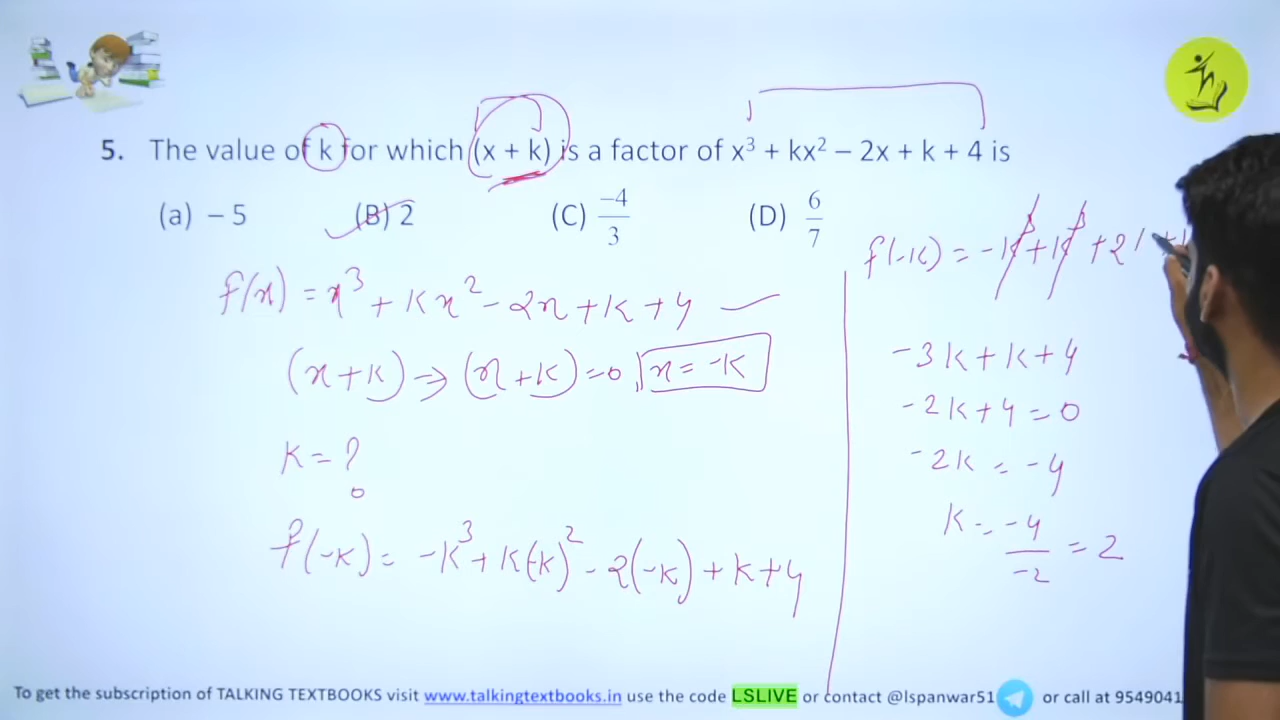 5. The value of k for which (x + k) is a factor of x³ + kx² − 2x + k + 4 is
(a) − 5 (B) 2 (C) −4/3 (D) 6/7
f(x) = x³ + kx² − 2x + k + 4
(x+k) → (x+k) = 0, x = −k
k = ?
f(−k) = −k³ + k(−k)² − 2(−k) + k + 4
f(−k) = −k³ + k³ + 2
−3k + k + 4
−2k + 4 = 0
−2k = −4
k = −4/−2 = 2
To get the subscription of TALKING TEXTBOOKS visit www.talkingtextbooks.in use the code LSLIVE or contact @lspanwar51 or call at 9549041